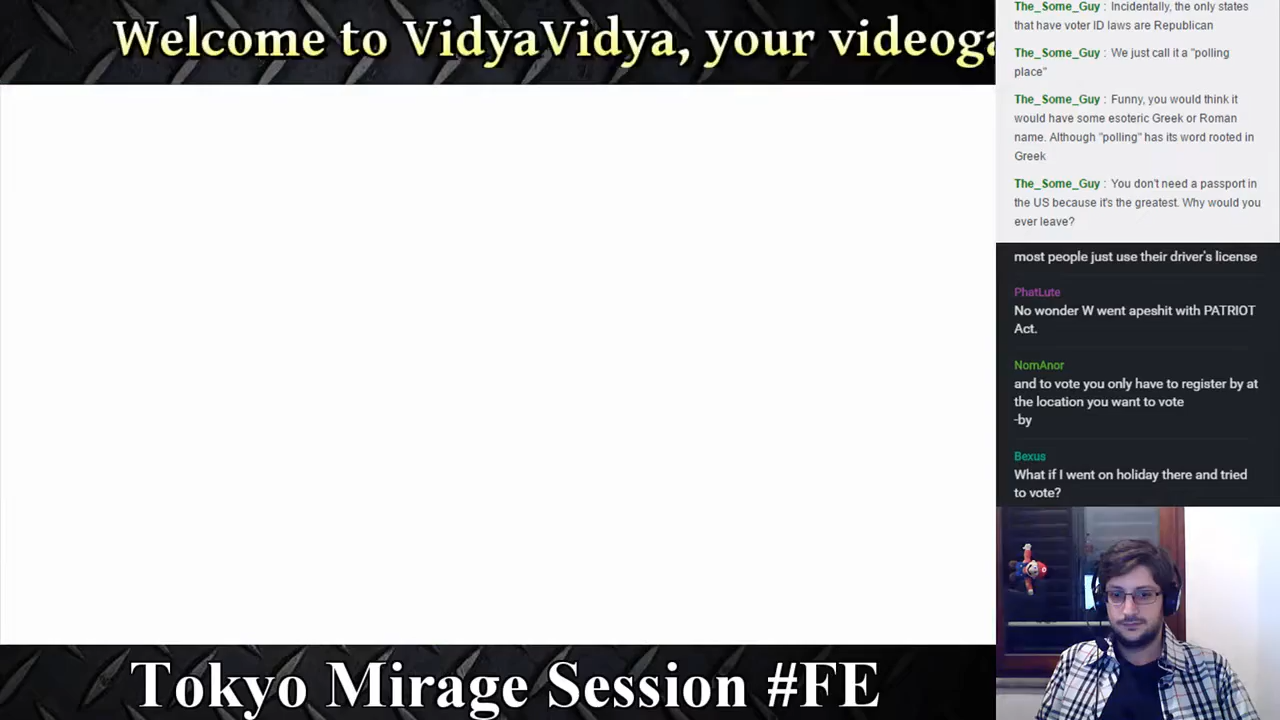 Welcome to VidyaVidya, your videoga
The_Some_Guy : Incidentally, the only states
that have voter ID laws are Republican
The_Some_Guy : We just call it a "polling
place"
The_Some_Guy : Funny, you would think it
would have some esoteric Greek or Roman
name. Although "polling" has its word rooted in
Greek
The_Some_Guy : You don't need a passport in
the US because it's the greatest. Why would you
ever leave?
most people just use their driver's license
PhatLute
No wonder W went apeshit with PATRIOT
Act.
NomAnor
and to vote you only have to register by at
the location you want to vote
-by
Bexus
What if I went on holiday there and tried
to vote?
Tokyo Mirage Session #FE